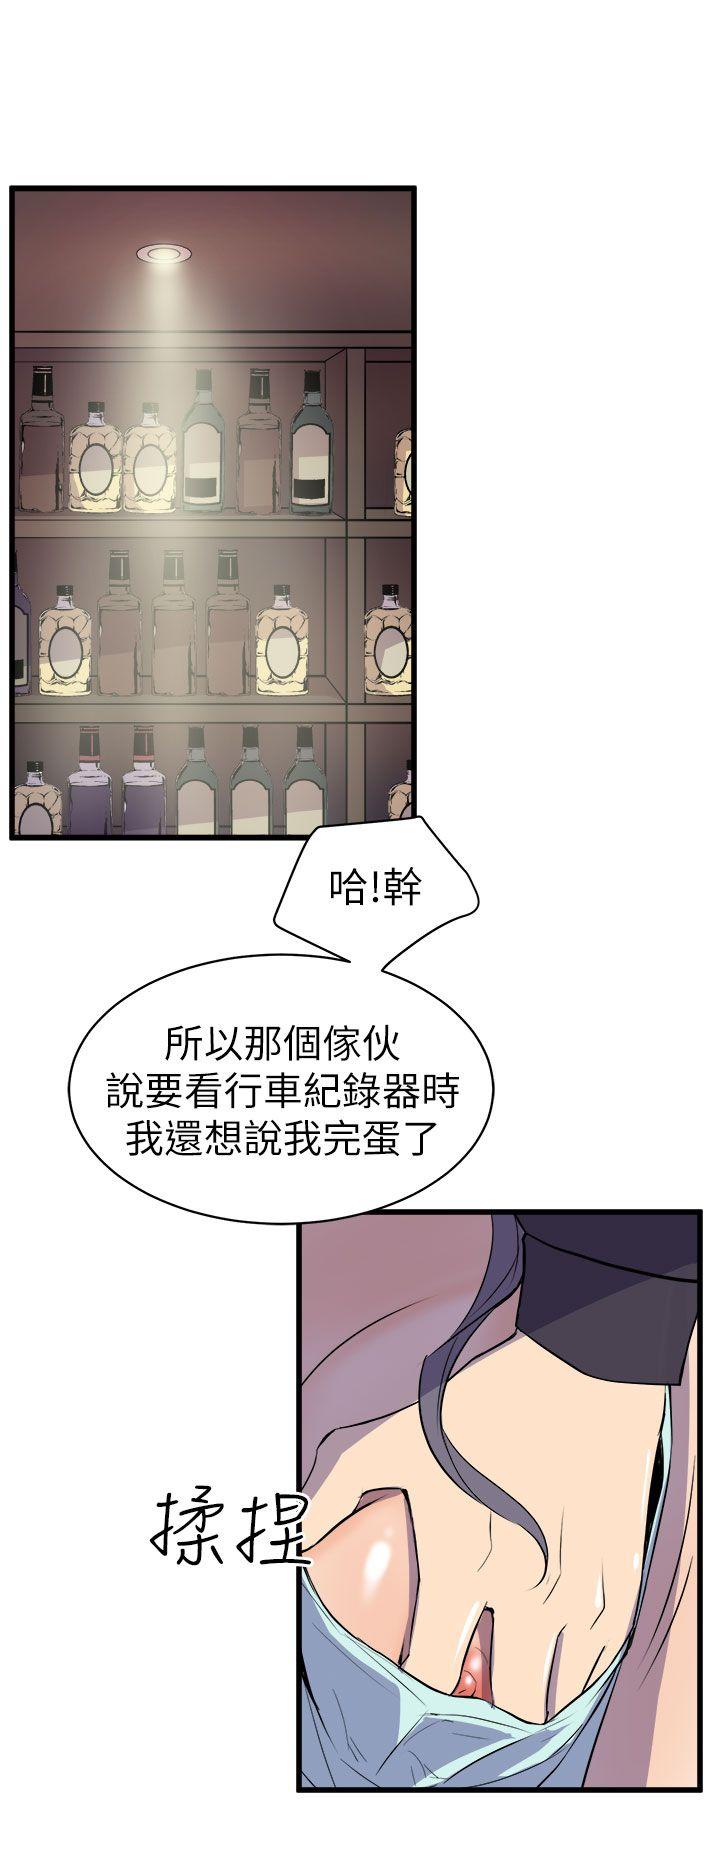 哈!幹
所以那個傢伙
說要看行車紀錄器時
我還想說我完蛋了
揉捏